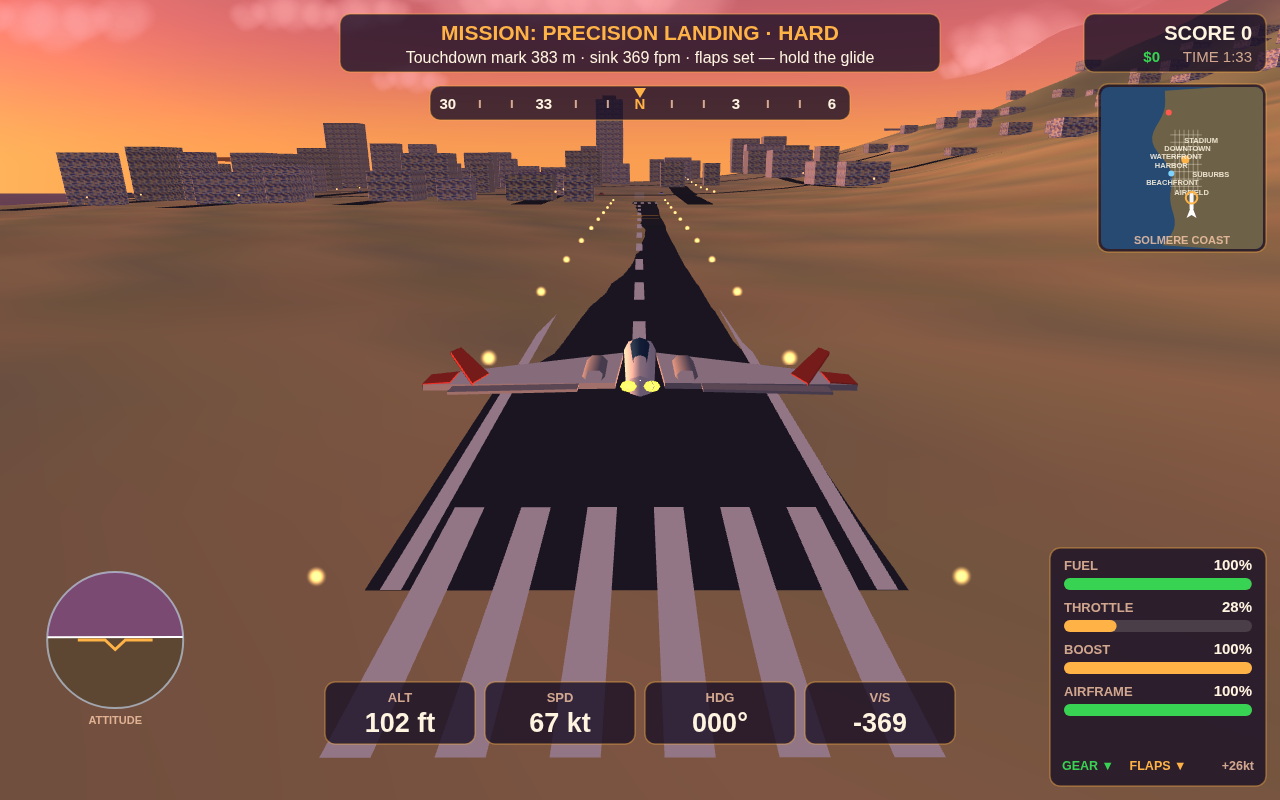 MISSION: PRECISION LANDING · HARD
Touchdown mark 383 m · sink 369 fpm · flaps set — hold the glide
SCORE 0
$0 TIME 1:33
30 33 N 3 6
STADIUM
DOWNTOWN
WATERFRONT
HARBOR
SUBURBS
BEACHFRONT
AIRFIELD
SOLMERE COAST
FUEL 100%
THROTTLE 28%
BOOST 100%
AIRFRAME 100%
GEAR ▼ FLAPS ▼ +26kt
ATTITUDE
ALT SPD HDG V/S
102 ft 67 kt 000° -369